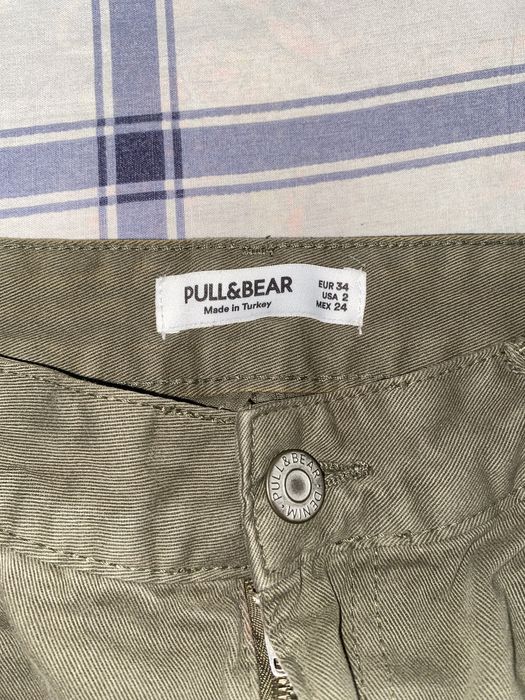 PULL&BEAR
Made in Turkey
EUR 34
USA 2
MEX 24
PULL&BEAR · DENIM ·